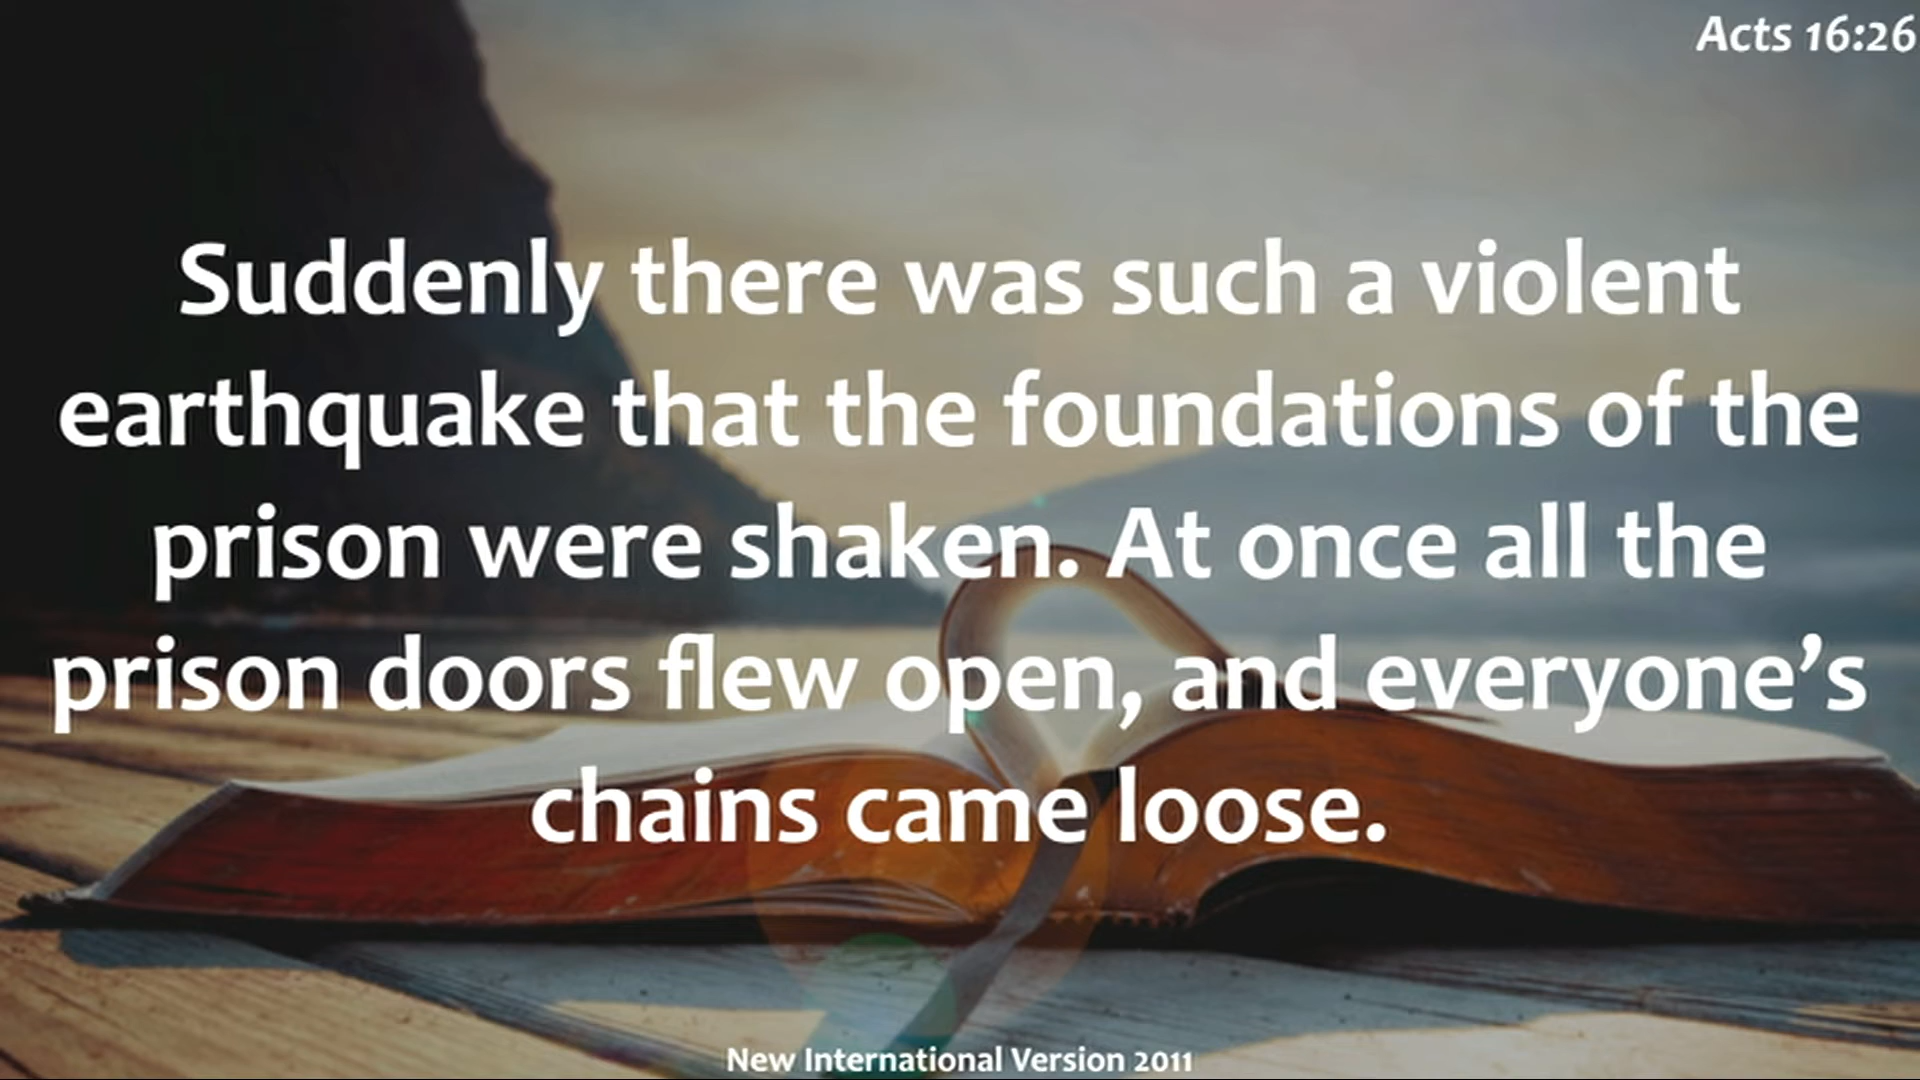 Acts 16:26
Suddenly there was such a violent
earthquake that the foundations of the
prison were shaken. At once all the
prison doors flew open, and everyone’s
chains came loose.
New International Version 2011